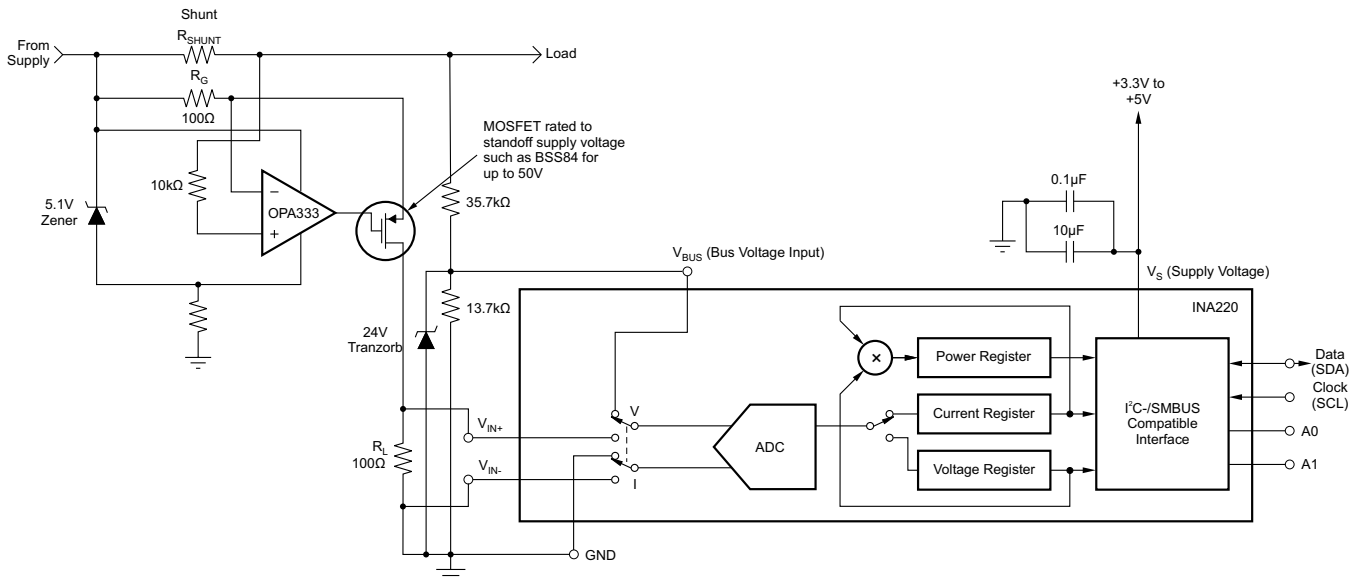 Shunt
R_SHUNT
From
Supply
Load
R_G
100Ω
MOSFET rated to
standoff supply voltage
such as BSS84 for
up to 50V
10kΩ
−
OPA333
+
5.1V
Zener
35.7kΩ
+3.3V to
+5V
0.1µF
10µF
V_BUS (Bus Voltage Input)
V_S (Supply Voltage)
13.7kΩ
24V
Tranzorb
INA220
×
Power Register
Data
(SDA)
Clock
(SCL)
V
V_IN+
Current Register
I²C-/SMBUS
Compatible
Interface
ADC
A0
R_L
100Ω
V_IN-
I
Voltage Register
A1
GND